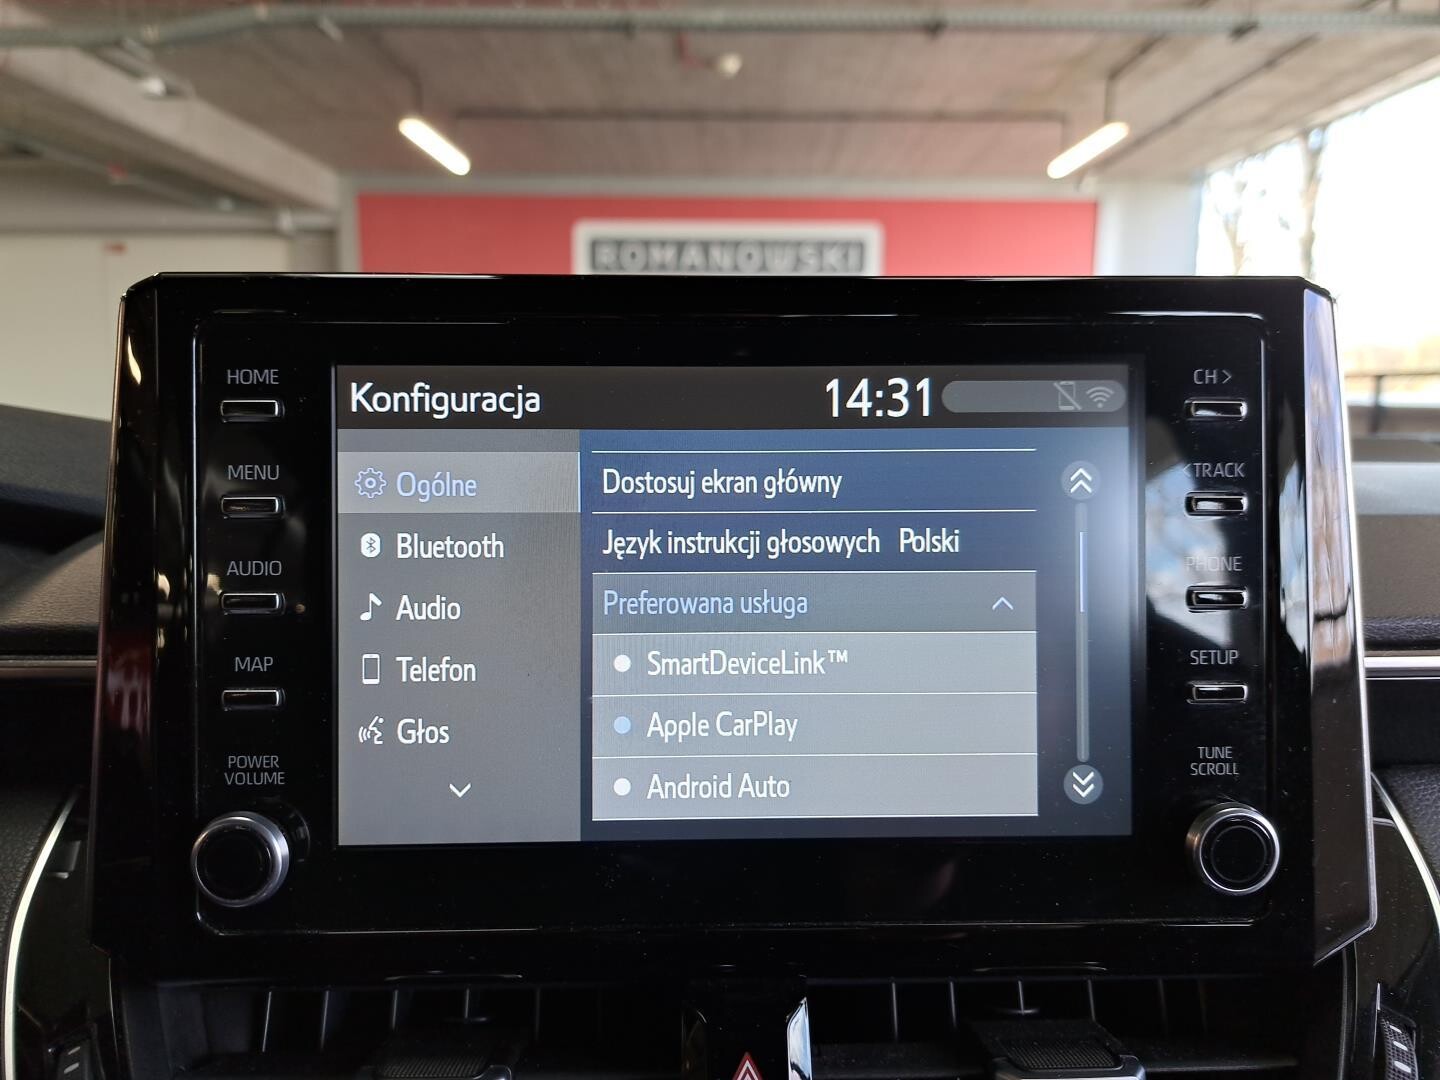 ROMANOWSKI
HOME
MENU
AUDIO
MAP
POWER
VOLUME
Konfiguracja
14:31
Ogólne
Bluetooth
Audio
Telefon
Głos
Dostosuj ekran główny
Język instrukcji głosowych Polski
Preferowana usługa
SmartDeviceLink™
Apple CarPlay
Android Auto
CH >
< TRACK
PHONE
SETUP
TUNE
SCROLL